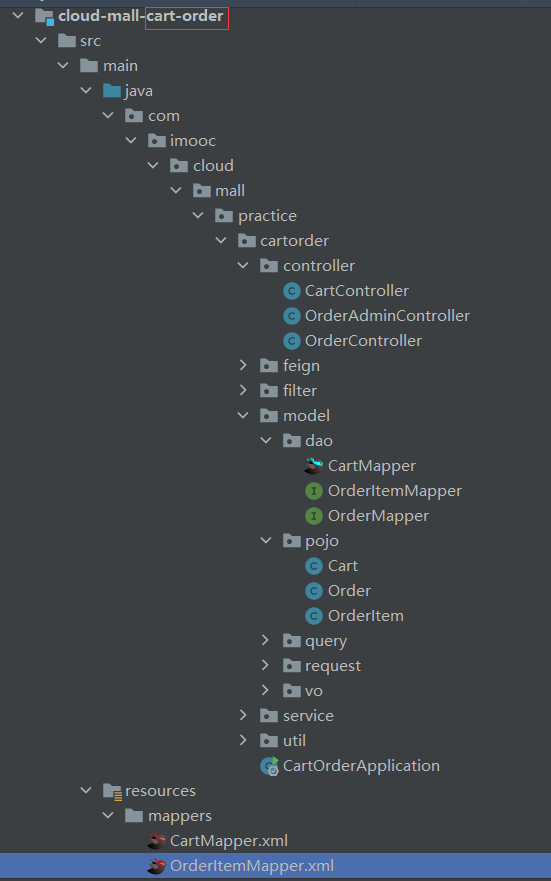 cloud-mall-cart-order
src
main
java
com
imooc
cloud
mall
practice
cartorder
controller
C CartController
C OrderAdminController
C OrderController
feign
filter
model
dao
CartMapper
I OrderItemMapper
I OrderMapper
pojo
C Cart
C Order
C OrderItem
query
request
vo
service
util
CartOrderApplication
resources
mappers
CartMapper.xml
OrderItemMapper.xml